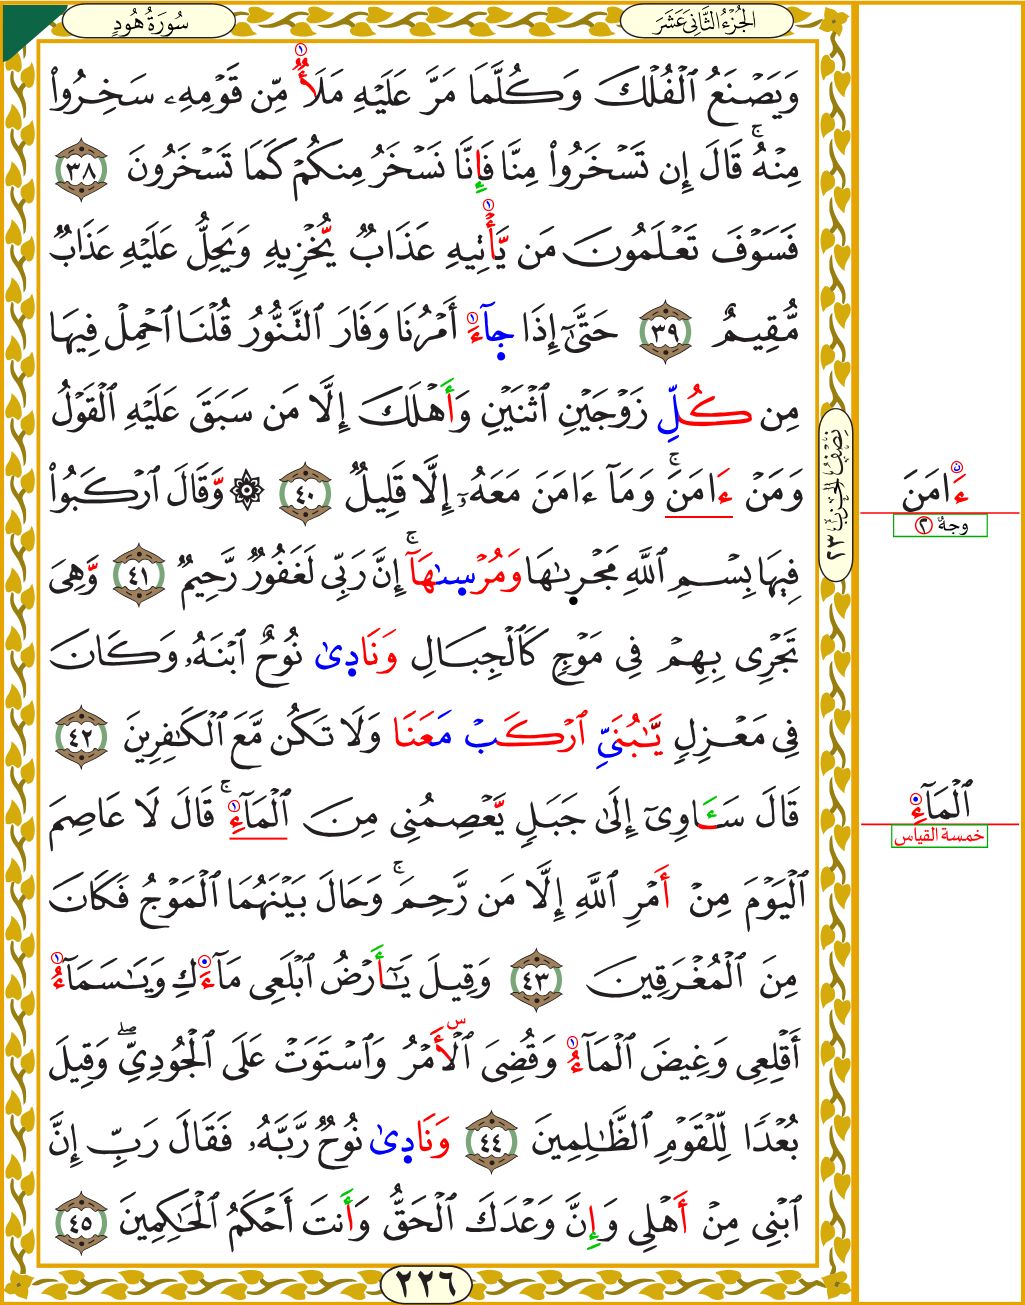 الجُزْءُ الثَّانِي عَشَرَ
سُورَةُ هُودٍ
وَيَصْنَعُ ٱلْفُلْكَ وَكُلَّمَا مَرَّ عَلَيْهِ مَلَأٌ مِّن قَوْمِهِۦ سَخِرُوا۟
مِنْهُ ۚ قَالَ إِن تَسْخَرُوا۟ مِنَّا فَإِنَّا نَسْخَرُ مِنكُمْ كَمَا تَسْخَرُونَ ٣٨
فَسَوْفَ تَعْلَمُونَ مَن يَّأْتِيهِ عَذَابٌ يُّخْزِيهِ وَيَحِلُّ عَلَيْهِ عَذَابٌ
مُّقِيمٌ ٣٩ حَتَّىٰٓ إِذَا جَآءَ أَمْرُنَا وَفَارَ ٱلتَّنُّورُ قُلْنَا ٱحْمِلْ فِيهَا
مِن كُلِّ زَوْجَيْنِ ٱثْنَيْنِ وَأَهْلَكَ إِلَّا مَن سَبَقَ عَلَيْهِ ٱلْقَوْلُ
وَمَنْ ءَامَنَ ۚ وَمَآ ءَامَنَ مَعَهُۥٓ إِلَّا قَلِيلٌ ٤٠ ۞ وَّقَالَ ٱرْكَبُوا۟
فِيهَا بِسْمِ ٱللَّهِ مَجْرٜىٰهَا وَمُرْسٜىٰهَآ ۚ إِنَّ رَبِّى لَغَفُورٌ رَّحِيمٌ ٤١ وَّهِىَ
تَجْرِى بِهِمْ فِى مَوْجٍ كَٱلْجِبَالِ وَنَادٜىٰ نُوحٌ ٱبْنَهُۥ وَكَانَ
فِى مَعْزِلٍ يَّٰبُنَىِّ ٱرْكَب مَّعَنَا وَلَا تَكُن مَّعَ ٱلْكَٰفِرِينَ ٤٢
قَالَ سَـَٔاوِىٓ إِلَىٰ جَبَلٍ يَّعْصِمُنِى مِنَ ٱلْمَآءِ ۚ قَالَ لَا عَاصِمَ
ٱلْيَوْمَ مِنْ أَمْرِ ٱللَّهِ إِلَّا مَن رَّحِمَ ۚ وَحَالَ بَيْنَهُمَا ٱلْمَوْجُ فَكَانَ
مِنَ ٱلْمُغْرَقِينَ ٤٣ وَقِيلَ يَٰٓأَرْضُ ٱبْلَعِى مَآءَكِ وَيَٰسَمَآءُ
أَقْلِعِى وَغِيضَ ٱلْمَآءُ وَقُضِىَ ٱلْأَمْرُ وَٱسْتَوَتْ عَلَى ٱلْجُودِىِّ ۖ وَقِيلَ
بُعْدًا لِّلْقَوْمِ ٱلظَّٰلِمِينَ ٤٤ وَنَادٜىٰ نُوحٌ رَّبَّهُۥ فَقَالَ رَبِّ إِنَّ
ٱبْنِى مِنْ أَهْلِى وَإِنَّ وَعْدَكَ ٱلْحَقُّ وَأَنتَ أَحْكَمُ ٱلْحَٰكِمِينَ ٤٥
٢٢٦
نِصْفُ الحِزْبِ ٢٣
ءَامَنَ
وجهٌ ٢
ٱلْمَآءِ
خمسة القياس